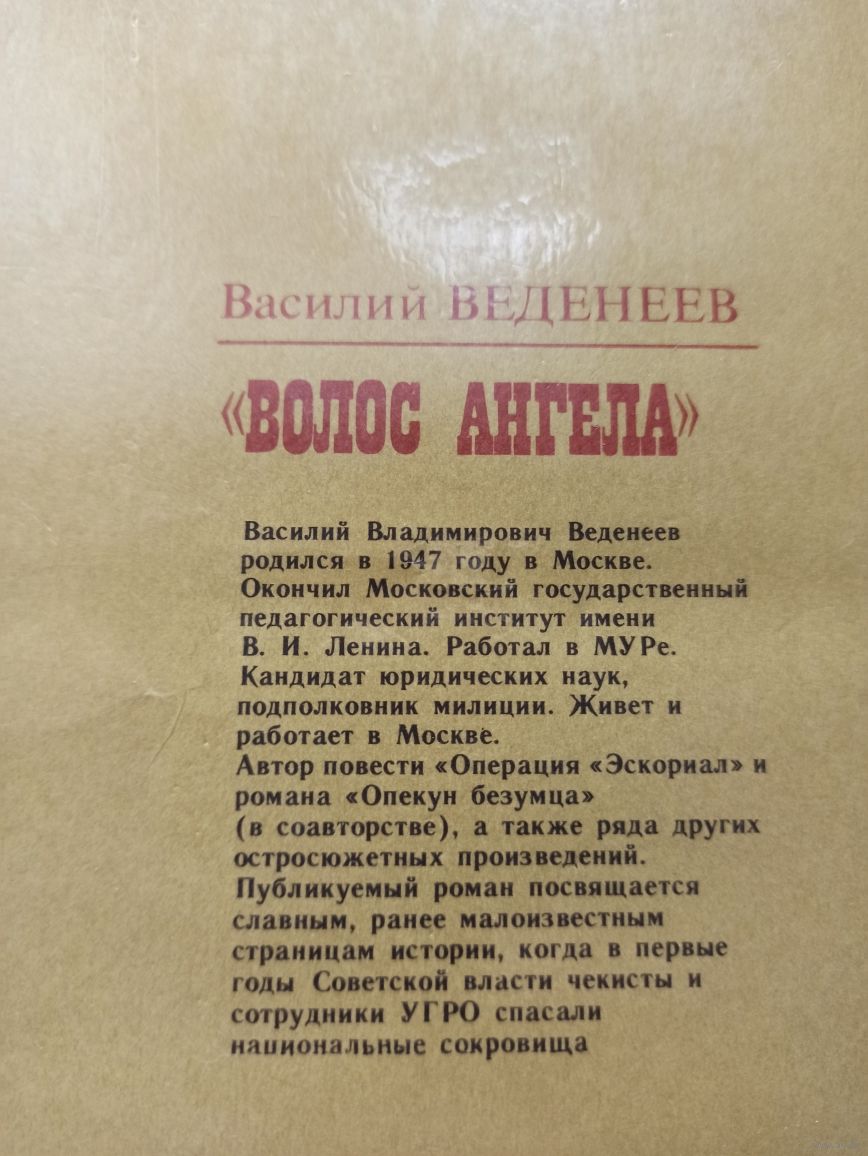 Василий ВЕДЕНЕЕВ
«ВОЛОС АНГЕЛА»
Василий Владимирович Веденеев
родился в 1947 году в Москве.
Окончил Московский государственный
педагогический институт имени
В. И. Ленина. Работал в МУРе.
Кандидат юридических наук,
подполковник милиции. Живет и
работает в Москве.
Автор повести «Операция «Эскориал» и
романа «Опекун безумца»
(в соавторстве), а также ряда других
остросюжетных произведений.
Публикуемый роман посвящается
славным, ранее малоизвестным
страницам истории, когда в первые
годы Советской власти чекисты и
сотрудники УГРО спасали
национальные сокровища